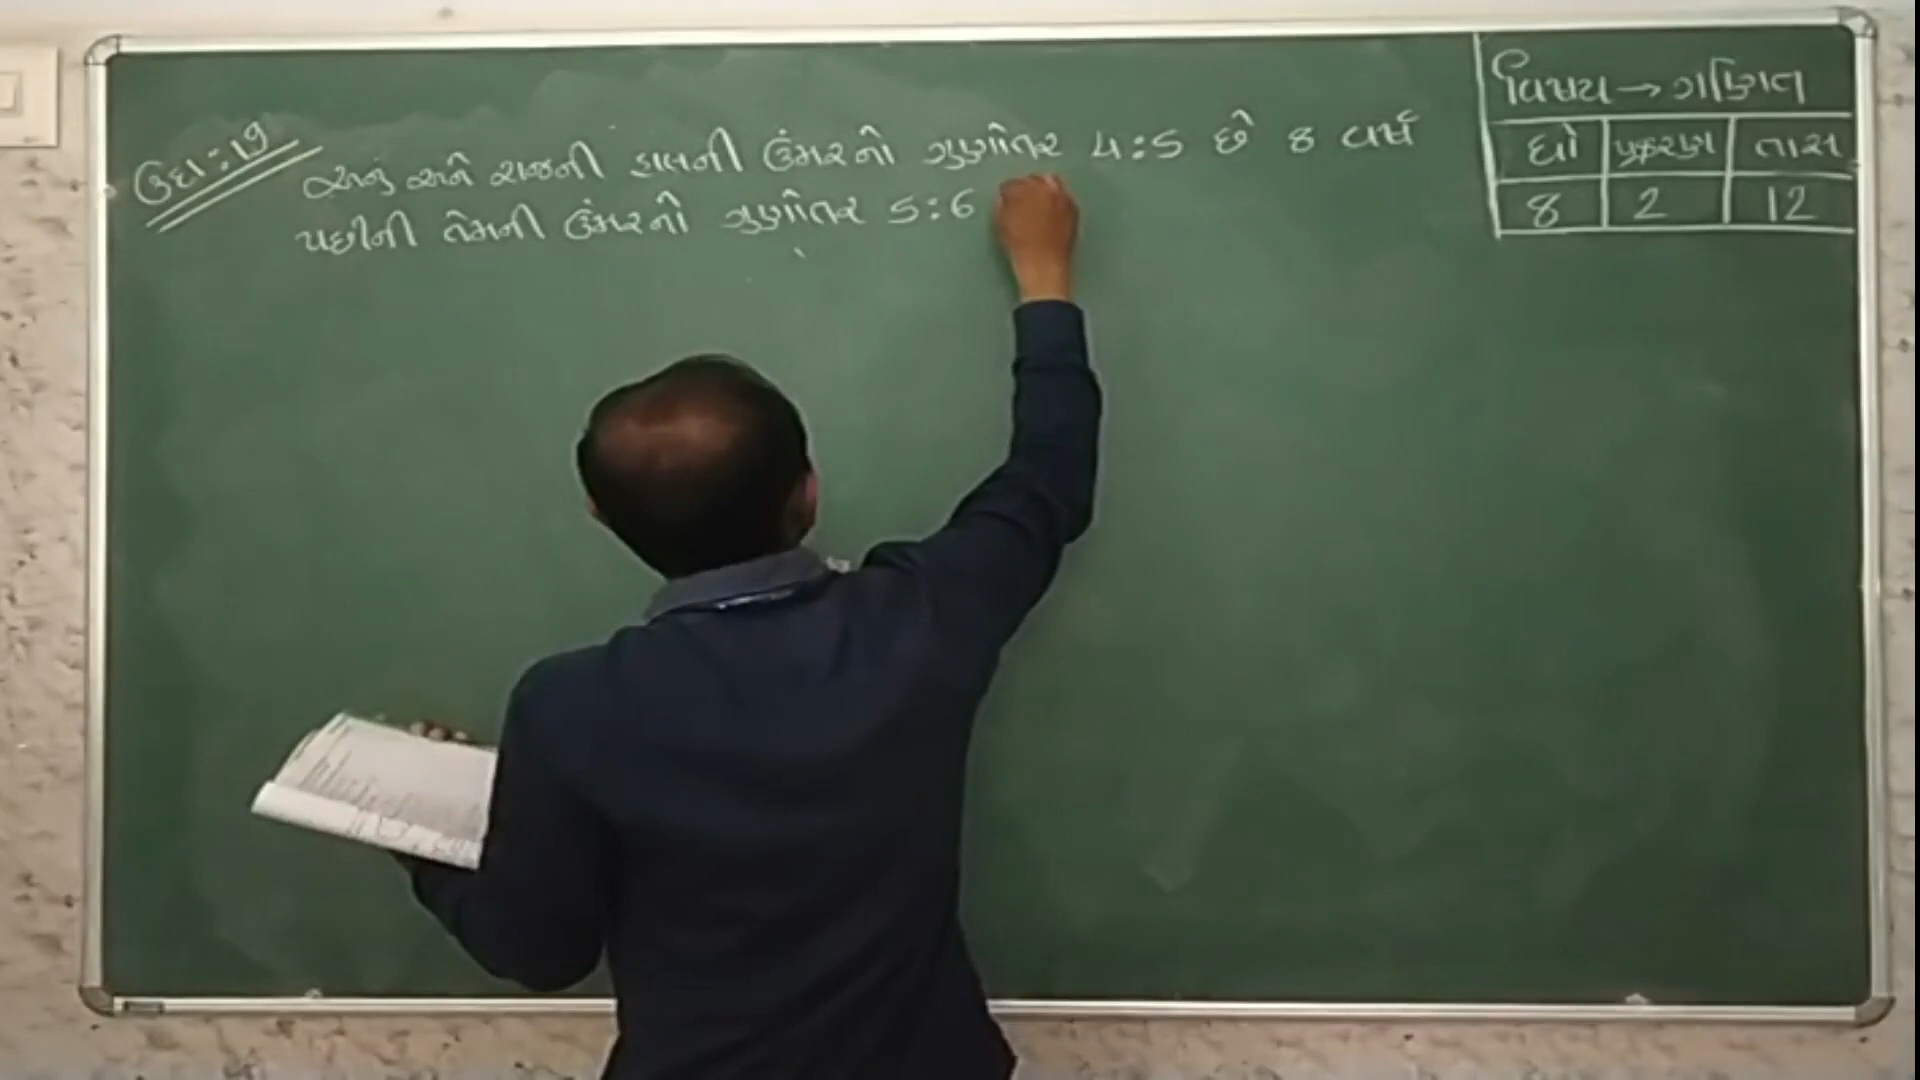 ઉદા:19
અનુ અને રાજની હાલની ઉંમરનો ગુણોતર 4:5 છે 8 વર્ષ
પછીની તેમની ઉંમરનો ગુણોતર 5:6
વિષય → ગણિત
ધો પ્રકરણ તાસ
8 2 12